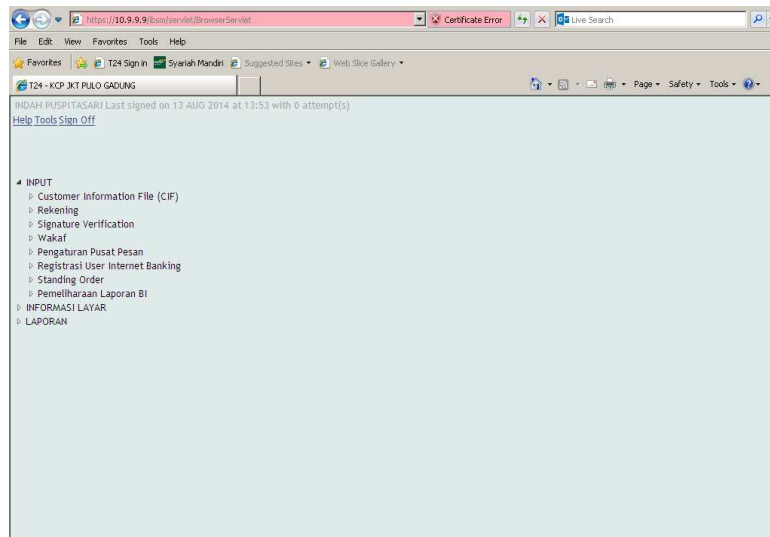 https://10.9.9.9/ibsm/servlet/BrowserServlet Certificate Error Live Search
File Edit View Favorites Tools Help
Favorites T24 Sign in Syariah Mandiri Suggested Sites Web Slice Gallery
T24 - KCP JKT PULO GADUNG Page Safety Tools
INDAH PUSPITASARI Last signed on 13 AUG 2014 at 13:53 with 0 attempt(s)
Help Tools Sign Off
INPUT
Customer Information File (CIF)
Rekening
Signature Verification
Wakaf
Pengaturan Pusat Pesan
Registrasi User Internet Banking
Standing Order
Pemeliharaan Laporan BI
INFORMASI LAYAR
LAPORAN